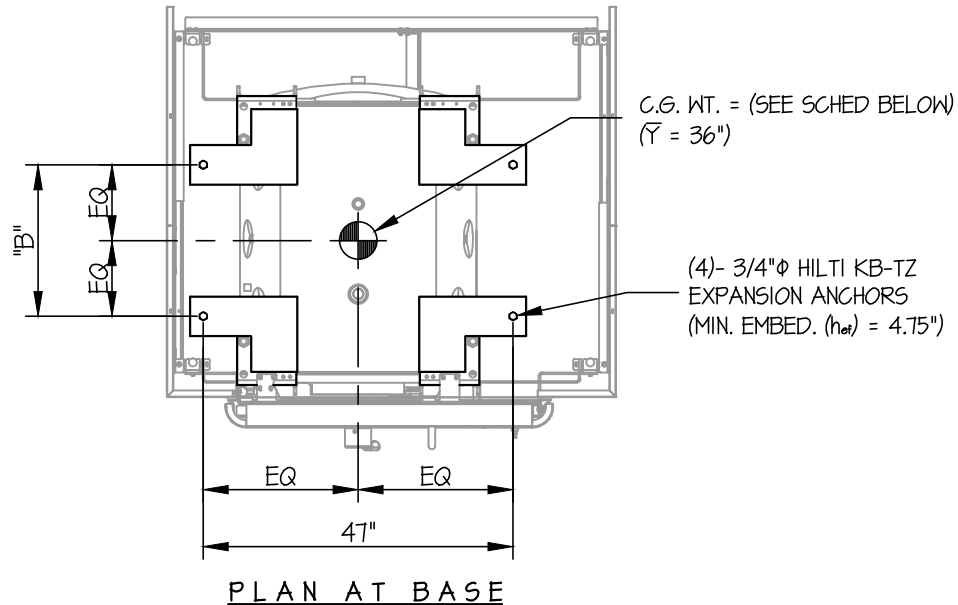 C.G. WT. = (SEE SCHED BELOW)
(Y̅ = 36")
"B"
EQ
EQ
(4)- 3/4"Φ HILTI KB-TZ
EXPANSION ANCHORS
(MIN. EMBED. (hef) = 4.75")
EQ
EQ
47"
PLAN AT BASE